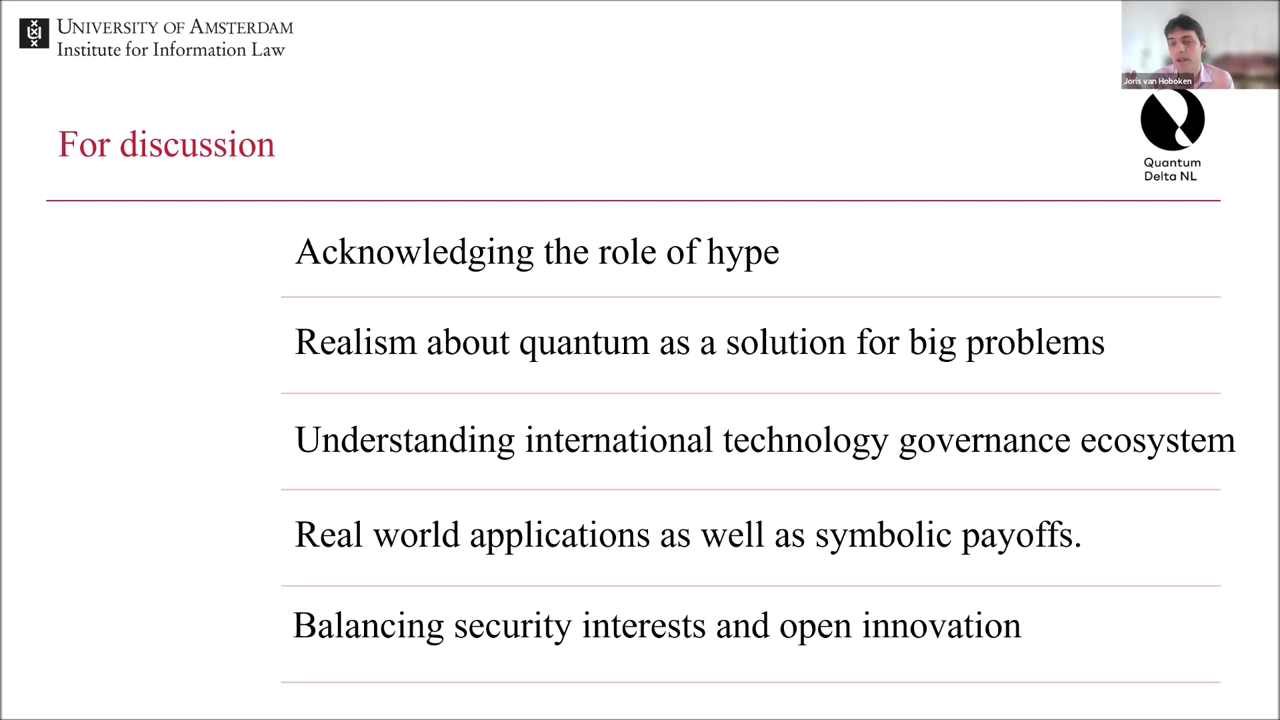 UNIVERSITY OF AMSTERDAM
Institute for Information Law
Joris van Hoboken
For discussion
Quantum
Delta NL
Acknowledging the role of hype
Realism about quantum as a solution for big problems
Understanding international technology governance ecosystem
Real world applications as well as symbolic payoffs.
Balancing security interests and open innovation